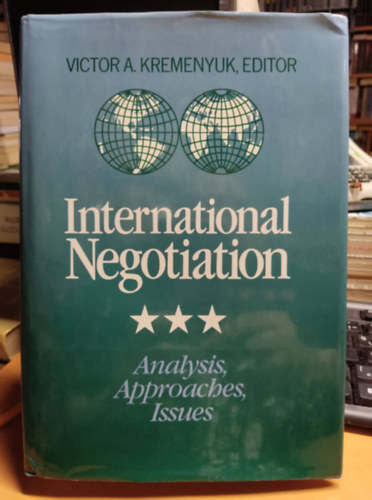 VICTOR A. KREMENYUK, EDITOR
International
Negotiation
Analysis,
Approaches,
Issues